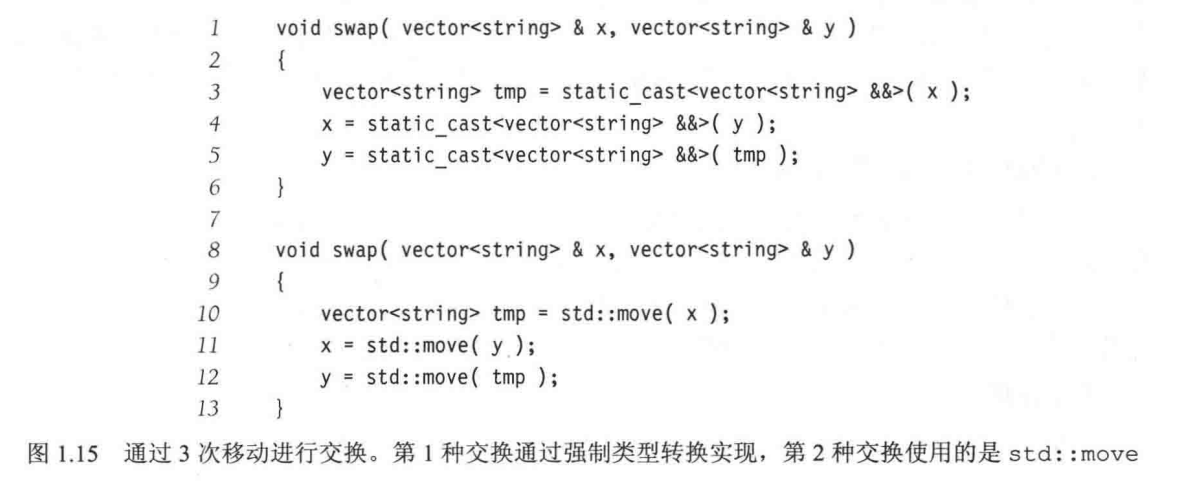 1 void swap( vector<string> & x, vector<string> & y )
2 {
3 vector<string> tmp = static_cast<vector<string> &&>( x );
4 x = static_cast<vector<string> &&>( y );
5 y = static_cast<vector<string> &&>( tmp );
6 }
7
8 void swap( vector<string> & x, vector<string> & y )
9 {
10 vector<string> tmp = std::move( x );
11 x = std::move( y );
12 y = std::move( tmp );
13 }
图 1.15 通过 3 次移动进行交换。第 1 种交换通过强制类型转换实现，第 2 种交换使用的是 std::move